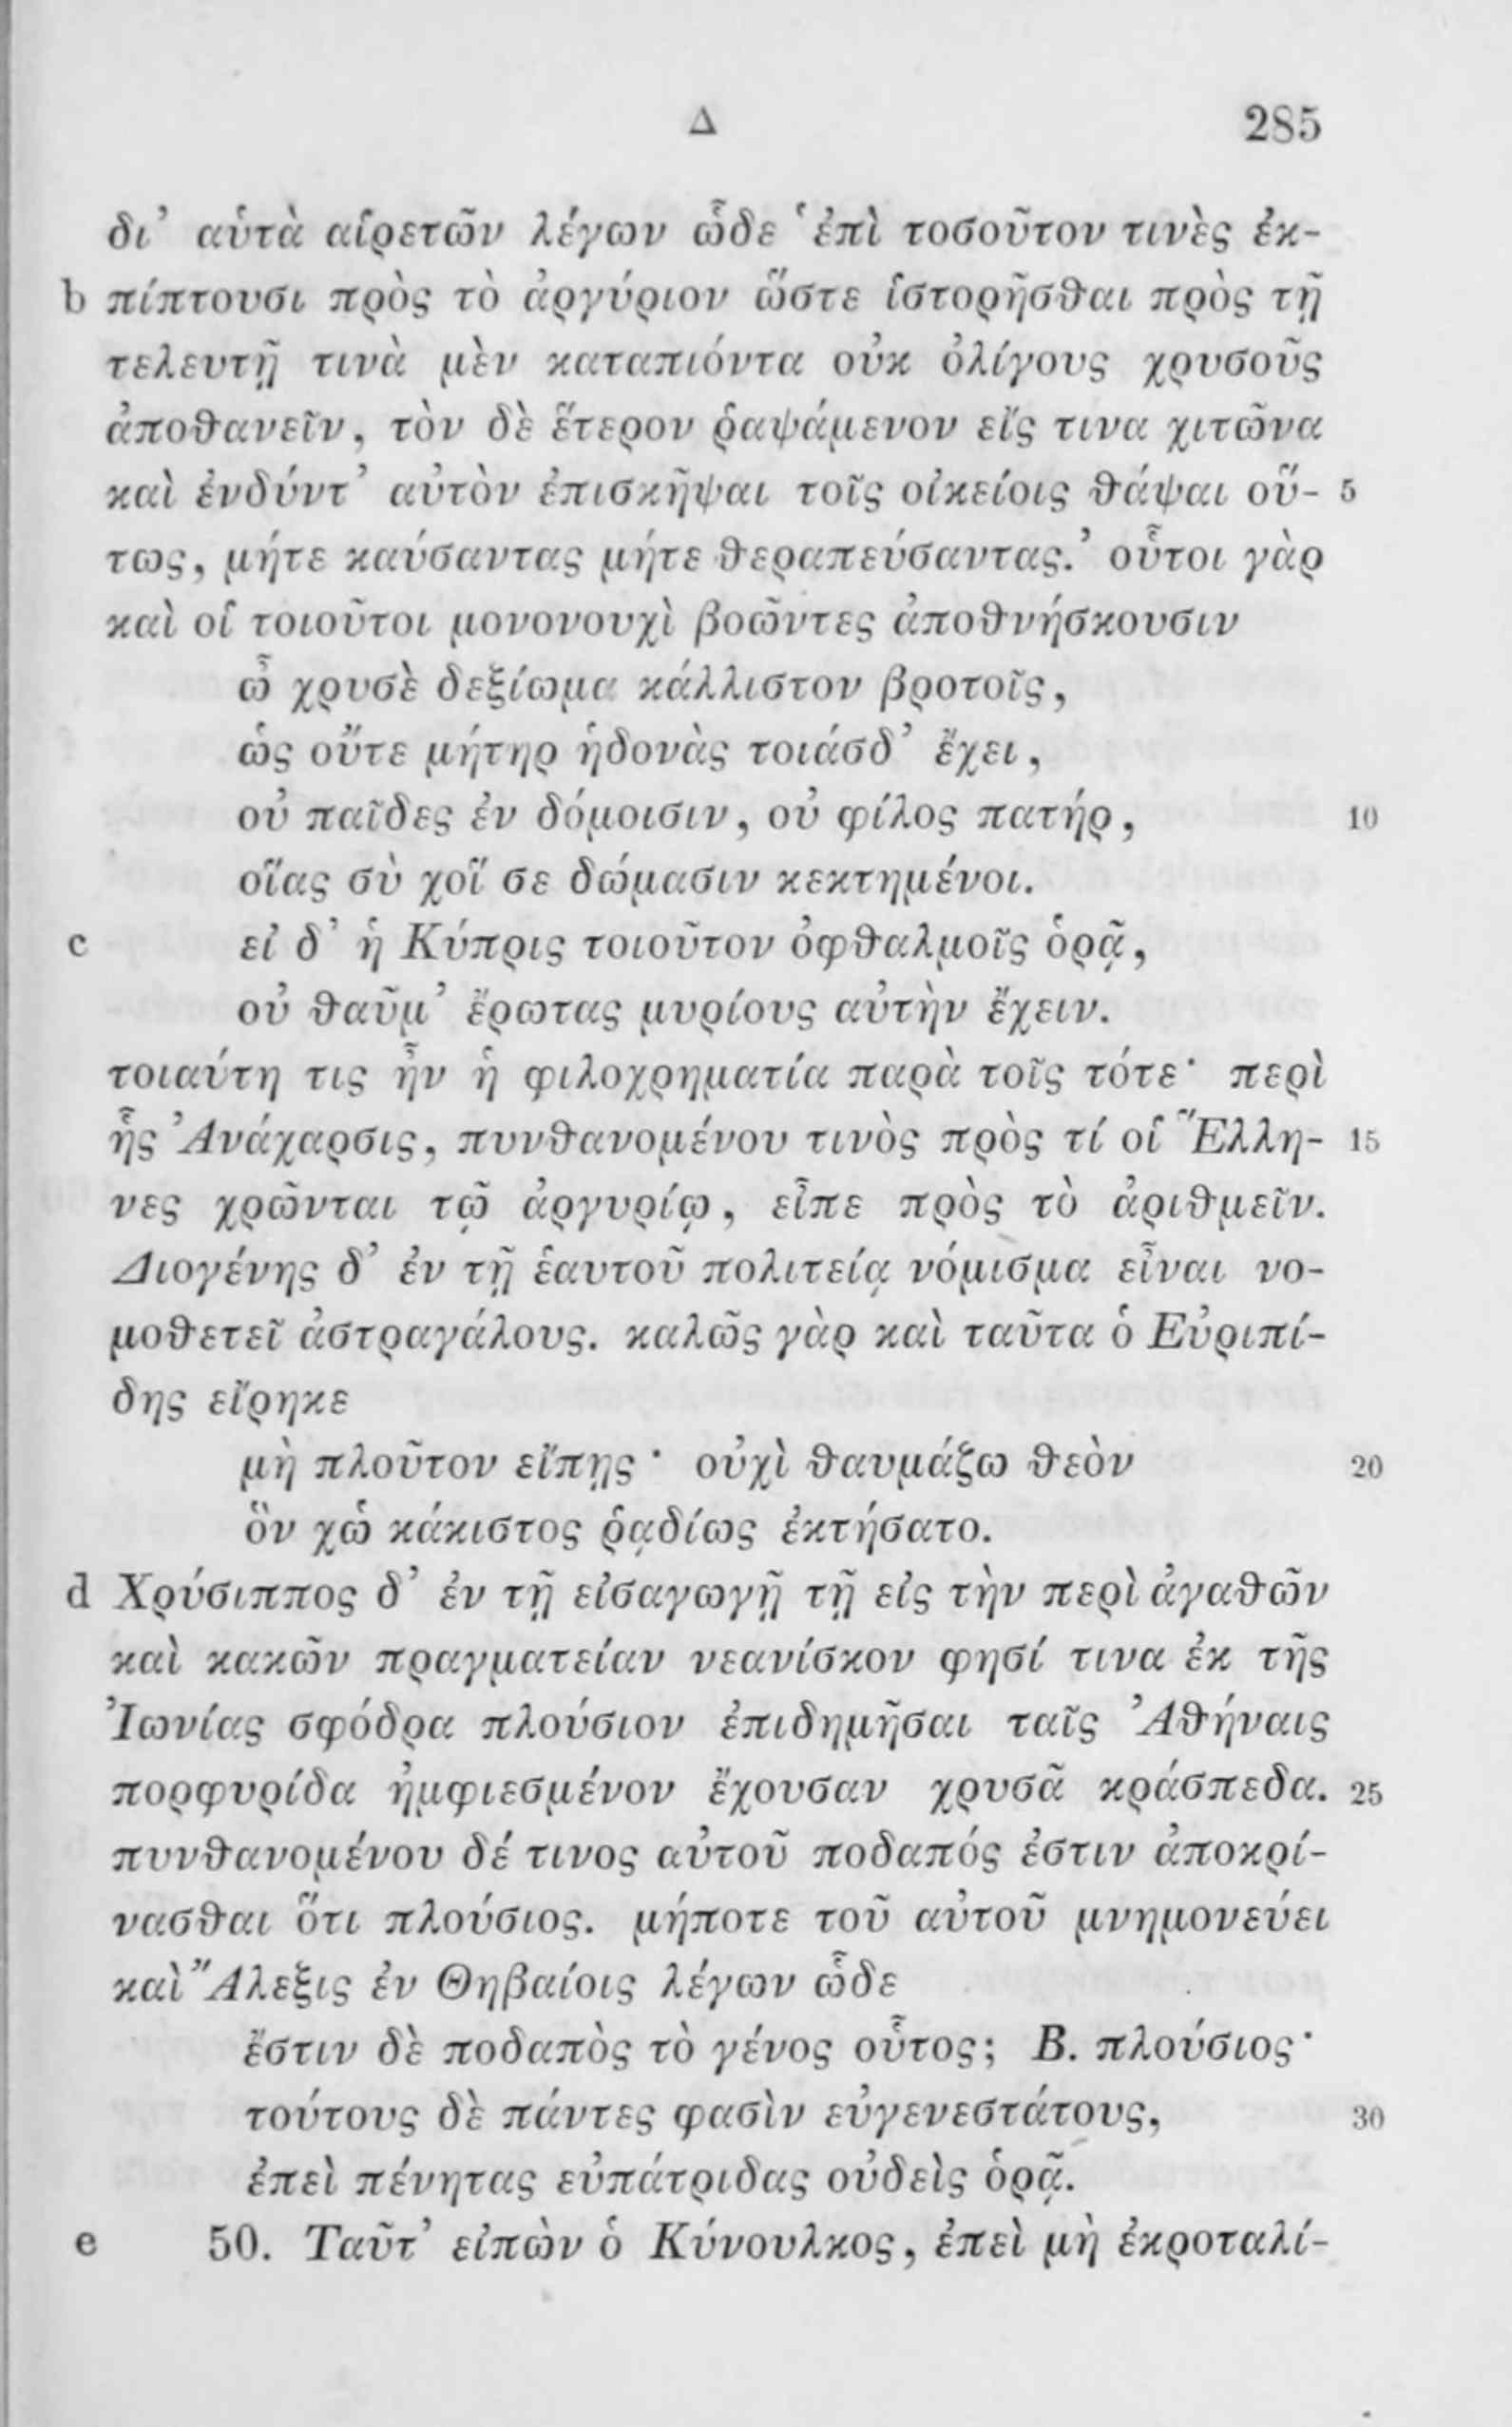 Δ 285
δι’ αὑτὰ αἱρετῶν λέγων ὧδε ‘ἐπὶ τοσοῦτον τινὲς ἐκ-
b πίπτουσι πρὸς τὸ ἀργύριον ὥστε ἱστορῆσθαι πρὸς τῇ
τελευτῇ τινὰ μὲν καταπιόντα οὐκ ὀλίγους χρυσοῦς
ἀποθανεῖν, τὸν δὲ ἕτερον ῥαψάμενον εἴς τινα χιτῶνα
καὶ ἐνδύντ’ αὐτὸν ἐπισκῆψαι τοῖς οἰκείοις θάψαι οὕ- 5
τως, μήτε καύσαντας μήτε θεραπεύσαντας.’ οὗτοι γὰρ
καὶ οἱ τοιοῦτοι μονονουχὶ βοῶντες ἀποθνήσκουσιν
ὦ χρυσὲ δεξίωμα κάλλιστον βροτοῖς,
ὡς οὔτε μήτηρ ἡδονὰς τοιάσδ’ ἔχει,
οὐ παῖδες ἐν δόμοισιν, οὐ φίλος πατήρ, 10
οἵας σὺ χοἵ σε δώμασιν κεκτημένοι.
c εἰ δ’ ἡ Κύπρις τοιοῦτον ὀφθαλμοῖς ὁρᾷ,
οὐ θαῦμ’ ἔρωτας μυρίους αὐτὴν ἔχειν.
τοιαύτη τις ἦν ἡ φιλοχρηματία παρὰ τοῖς τότε· περὶ
ἧς Ἀνάχαρσις, πυνθανομένου τινὸς πρὸς τί οἱ Ἕλλη- 15
νες χρῶνται τῷ ἀργυρίῳ, εἶπε πρὸς τὸ ἀριθμεῖν.
Διογένης δ’ ἐν τῇ ἑαυτοῦ πολιτείᾳ νόμισμα εἶναι νο-
μοθετεῖ ἀστραγάλους. καλῶς γὰρ καὶ ταῦτα ὁ Εὐριπί-
δης εἴρηκε
μὴ πλοῦτον εἴπῃς· οὐχὶ θαυμάζω θεὸν 20
ὃν χὠ κάκιστος ῥᾳδίως ἐκτήσατο.
d Χρύσιππος δ’ ἐν τῇ εἰσαγωγῇ τῇ εἰς τὴν περὶ ἀγαθῶν
καὶ κακῶν πραγματείαν νεανίσκον φησί τινα ἐκ τῆς
Ἰωνίας σφόδρα πλούσιον ἐπιδημῆσαι ταῖς Ἀθήναις
πορφυρίδα ἠμφιεσμένον ἔχουσαν χρυσᾶ κράσπεδα. 25
πυνθανομένου δέ τινος αὐτοῦ ποδαπός ἐστιν ἀποκρί-
νασθαι ὅτι πλούσιος. μήποτε τοῦ αὐτοῦ μνημονεύει
καὶ Ἄλεξις ἐν Θηβαίοις λέγων ὧδε
ἔστιν δὲ ποδαπὸς τὸ γένος οὗτος; Β. πλούσιος·
τούτους δὲ πάντες φασὶν εὐγενεστάτους, 30
ἐπεὶ πένητας εὐπάτριδας οὐδεὶς ὁρᾷ.
e 50. Ταῦτ’ εἰπὼν ὁ Κύνουλκος, ἐπεὶ μὴ ἐκροταλί-